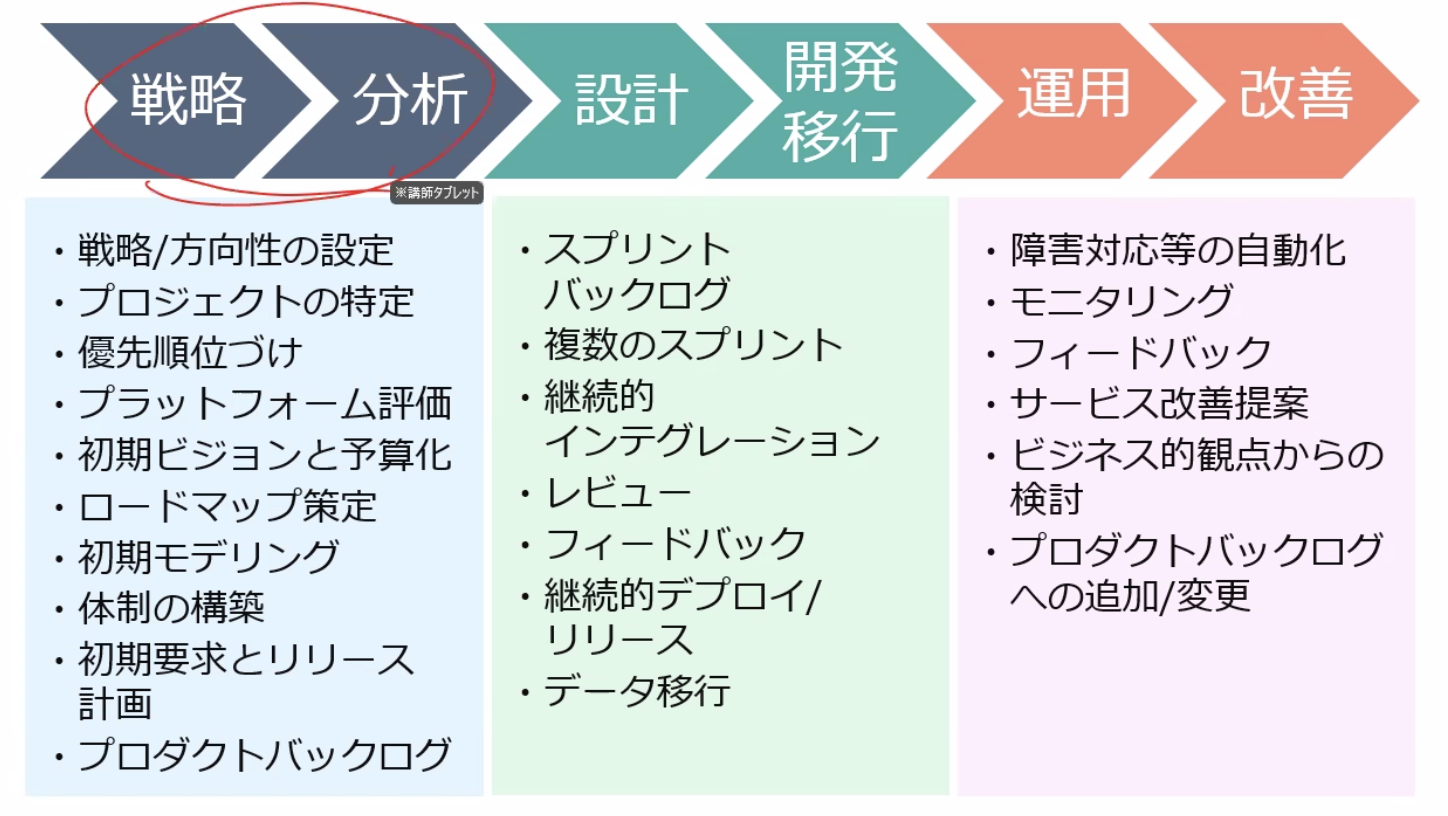 戦略
分析
設計
開発
移行
運用
改善
※講師タブレット
・戦略/方向性の設定
・プロジェクトの特定
・優先順位づけ
・プラットフォーム評価
・初期ビジョンと予算化
・ロードマップ策定
・初期モデリング
・体制の構築
・初期要求とリリース
計画
・プロダクトバックログ
・スプリント
バックログ
・複数のスプリント
・継続的
インテグレーション
・レビュー
・フィードバック
・継続的デプロイ/
リリース
・データ移行
・障害対応等の自動化
・モニタリング
・フィードバック
・サービス改善提案
・ビジネス的観点からの
検討
・プロダクトバックログ
への追加/変更